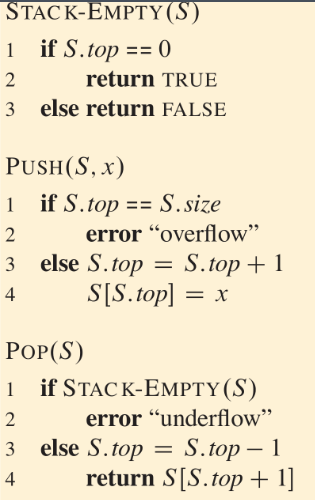 STACK-EMPTY(S)
1 if S.top == 0
2 return TRUE
3 else return FALSE
PUSH(S, x)
1 if S.top == S.size
2 error “overflow”
3 else S.top = S.top + 1
4 S[S.top] = x
POP(S)
1 if STACK-EMPTY(S)
2 error “underflow”
3 else S.top = S.top − 1
4 return S[S.top + 1]